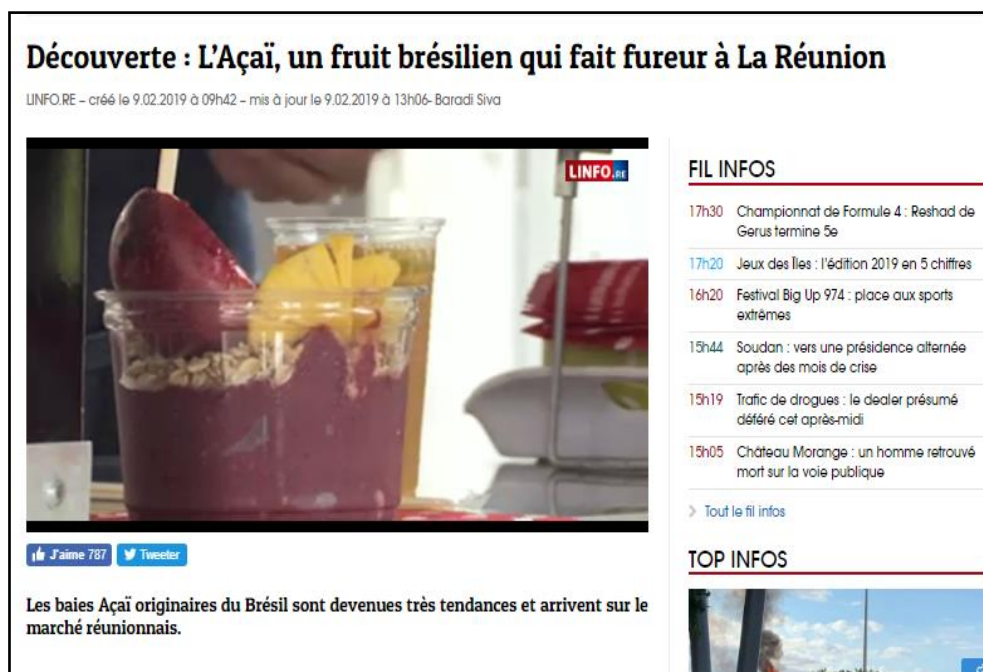 Découverte : L'Açaï, un fruit brésilien qui fait fureur à La Réunion
LINFO.RE – créé le 9.02.2019 à 09h42 – mis à jour le 9.02.2019 à 13h06- Baradi Siva
LINFO.RE
J'aime 787
Tweeter
Les baies Açaï originaires du Brésil sont devenues très tendances et arrivent sur le
marché réunionnais.
FIL INFOS
17h30 Championnat de Formule 4 : Reshad de
Gerus termine 5e
17h20 Jeux des Îles : l'édition 2019 en 5 chiffres
16h20 Festival Big Up 974 : place aux sports
extrêmes
15h44 Soudan : vers une présidence alternée
après des mois de crise
15h19 Trafic de drogues : le dealer présumé
déféré cet après-midi
15h05 Château Morange : un homme retrouvé
mort sur la voie publique
Tout le fil infos
TOP INFOS